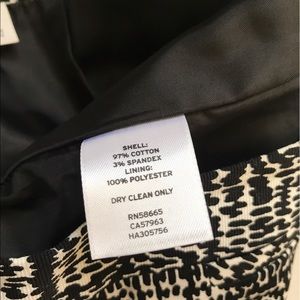 SHELL:
97% COTTON
3% SPANDEX
LINING:
100% POLYESTER
DRY CLEAN ONLY
RN58665
CA57963
HA305756